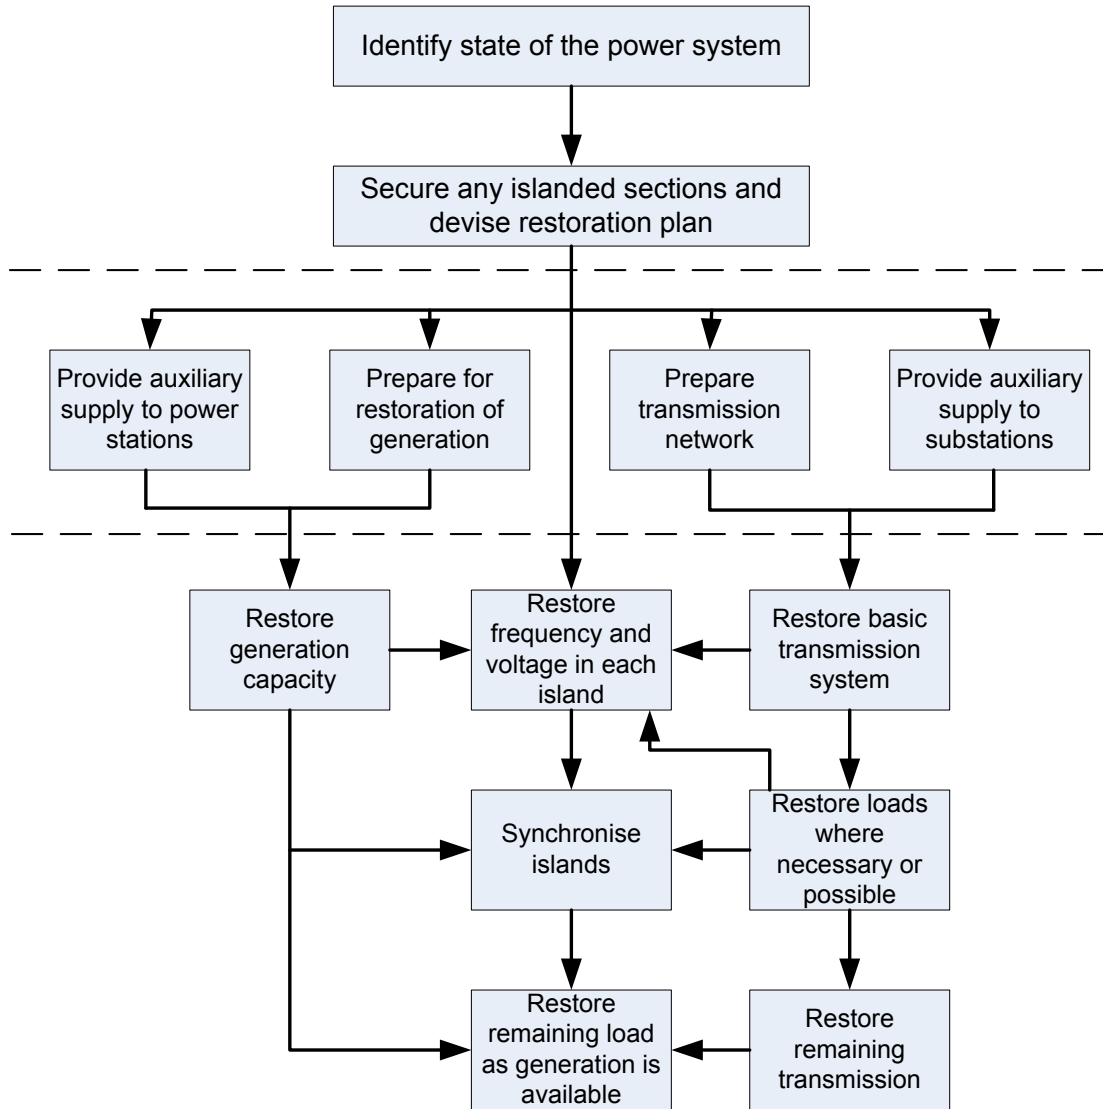 Identify state of the power system
Secure any islanded sections and
devise restoration plan
Provide auxiliary
supply to power
stations
Prepare for
restoration of
generation
Prepare
transmission
network
Provide auxiliary
supply to
substations
Restore
generation
capacity
Restore
frequency and
voltage in each
island
Restore basic
transmission
system
Synchronise
islands
Restore loads
where
necessary or
possible
Restore
remaining load
as generation is
available
Restore
remaining
transmission